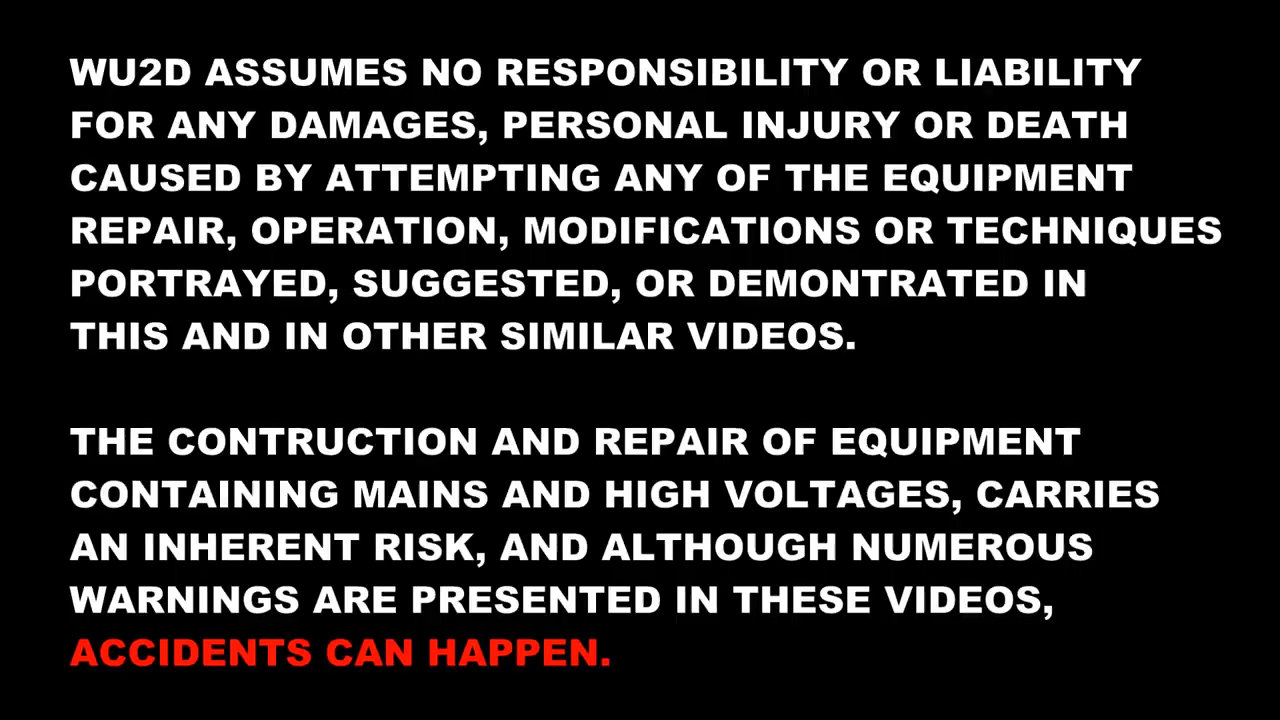 WU2D ASSUMES NO RESPONSIBILITY OR LIABILITY
FOR ANY DAMAGES, PERSONAL INJURY OR DEATH
CAUSED BY ATTEMPTING ANY OF THE EQUIPMENT
REPAIR, OPERATION, MODIFICATIONS OR TECHNIQUES
PORTRAYED, SUGGESTED, OR DEMONTRATED IN
THIS AND IN OTHER SIMILAR VIDEOS.
THE CONTRUCTION AND REPAIR OF EQUIPMENT
CONTAINING MAINS AND HIGH VOLTAGES, CARRIES
AN INHERENT RISK, AND ALTHOUGH NUMEROUS
WARNINGS ARE PRESENTED IN THESE VIDEOS,
ACCIDENTS CAN HAPPEN.